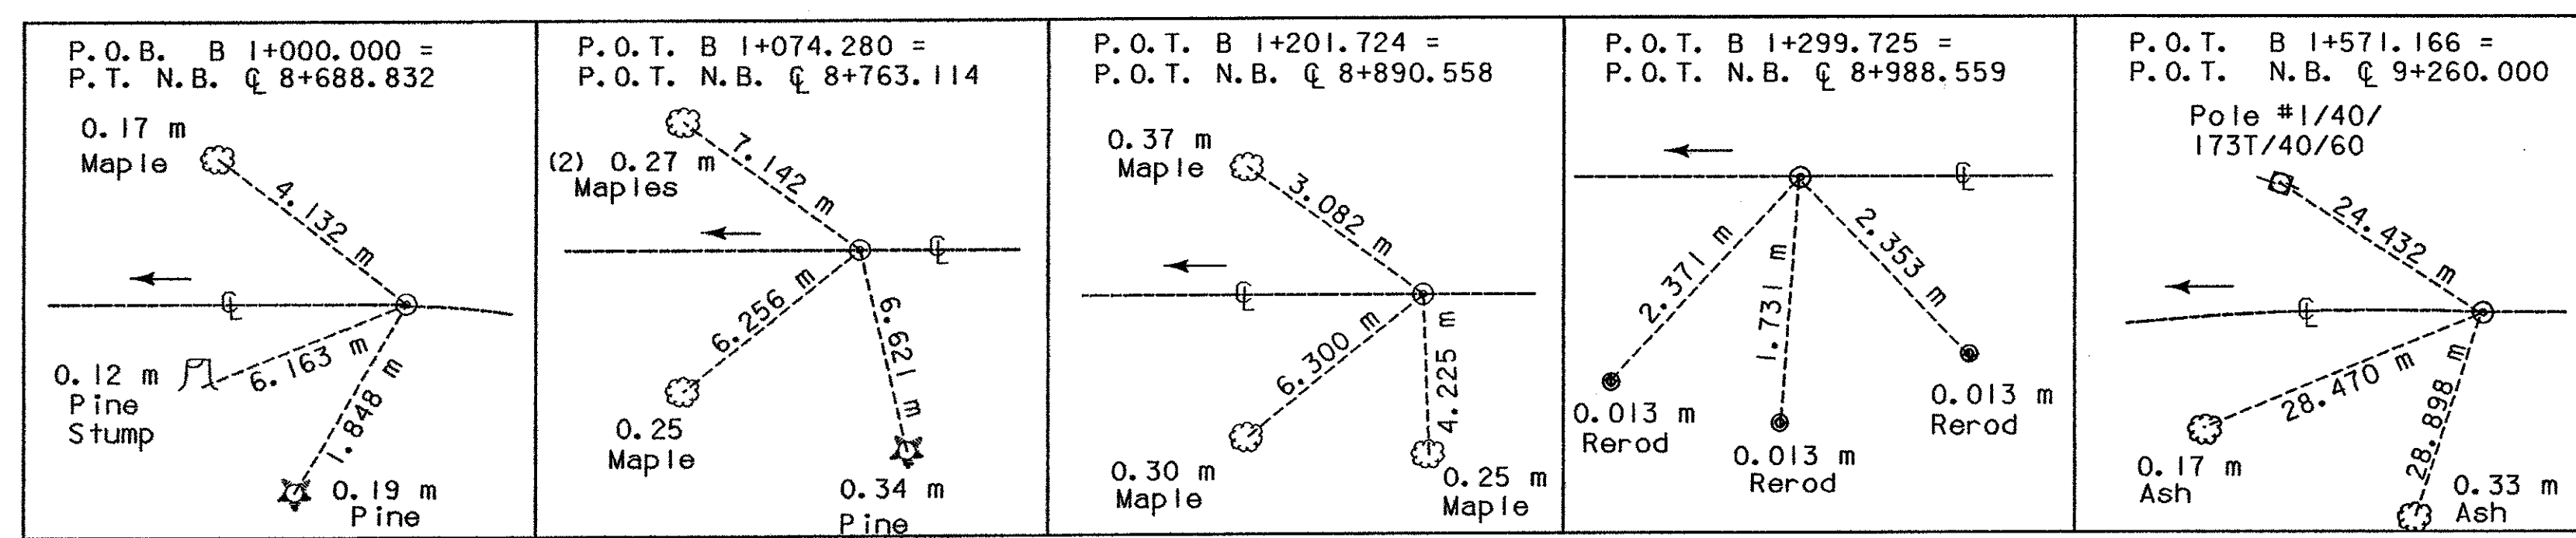 P.O.B. B 1+000.000 =
P.T. N.B. ℄ 8+688.832
0.17 m
Maple
4.132 m
℄
6.163 m
0.12 m
Pine
Stump
1.848 m
0.19 m
Pine
P.O.T. B 1+074.280 =
P.O.T. N.B. ℄ 8+763.114
7.142 m
(2) 0.27 m
Maples
℄
6.256 m
6.621 m
0.25
Maple
0.34 m
Pine
P.O.T. B 1+201.724 =
P.O.T. N.B. ℄ 8+890.558
0.37 m
Maple
3.082 m
℄
6.300 m
4.225 m
0.30 m
Maple
0.25 m
Maple
P.O.T. B 1+299.725 =
P.O.T. N.B. ℄ 8+988.559
℄
2.371 m
1.731 m
2.353 m
0.013 m
Rerod
0.013 m
Rerod
0.013 m
Rerod
P.O.T. B 1+571.166 =
P.O.T. N.B. ℄ 9+260.000
Pole #1/40/
173T/40/60
24.432 m
℄
28.470 m
28.898 m
0.17 m
Ash
0.33 m
Ash